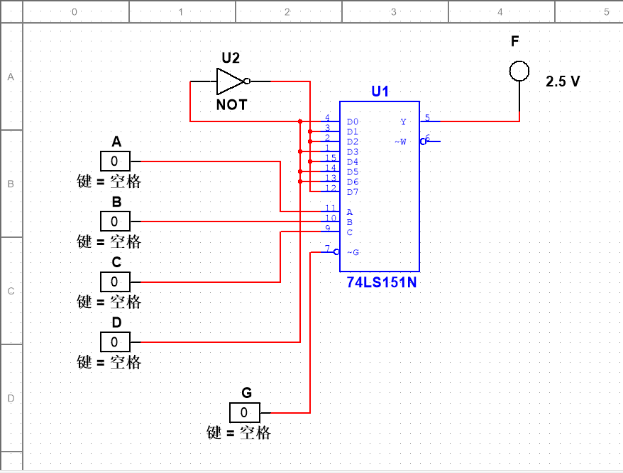 0 1 2 3 4 5
A
B
C
D
U2
NOT
U1
F
2.5 V
A
0
键 = 空格
B
0
键 = 空格
C
0
键 = 空格
D
0
键 = 空格
G
0
键 = 空格
4 D0 Y 5
3 D1
2 D2 ~W 6
1 D3
15 D4
14 D5
13 D6
12 D7
11 A
10 B
9 C
7 ~G
74LS151N